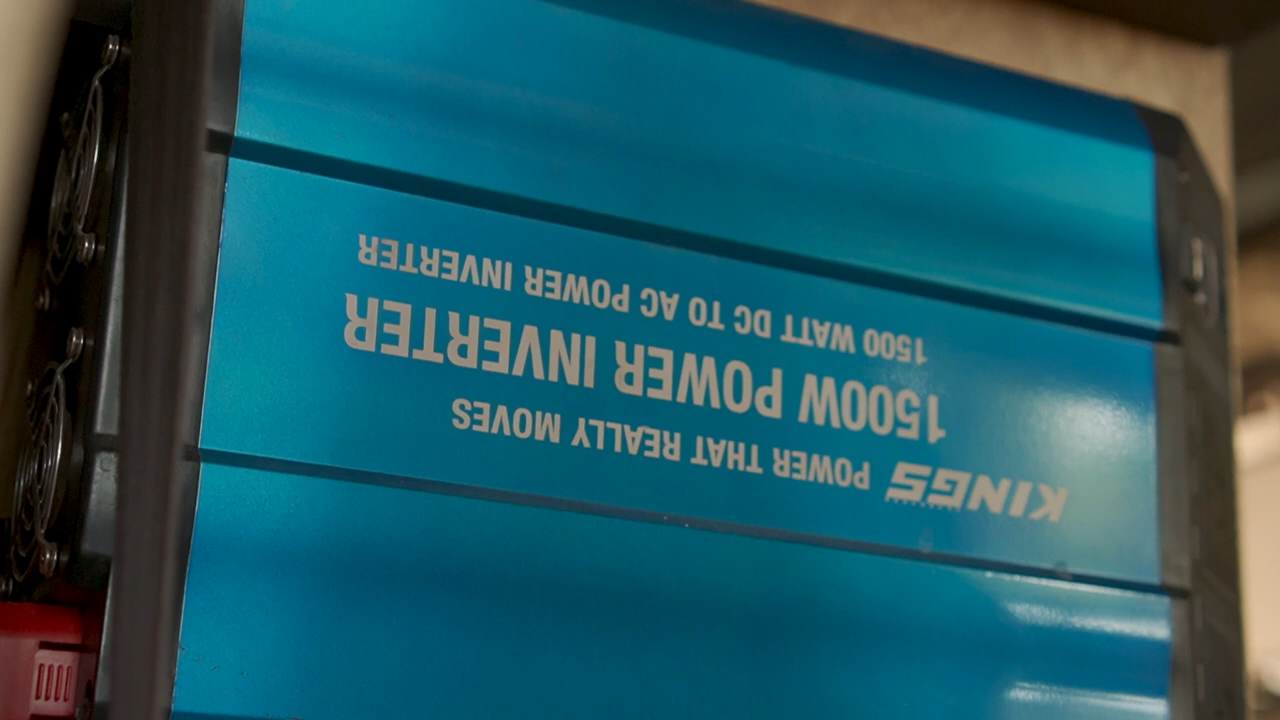 KINGS POWER THAT REALLY MOVES
1500W POWER INVERTER
1500 WATT DC TO AC POWER INVERTER